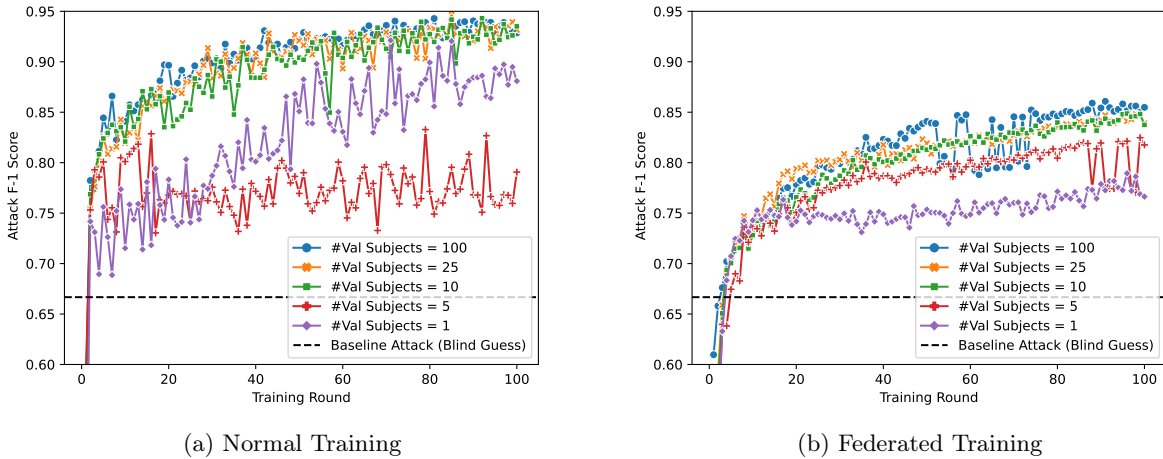 0.95
0.90
0.85
0.80
0.75
0.70
0.65
0.60
Attack F-1 Score
0 20 40 60 80 100
Training Round
#Val Subjects = 100
#Val Subjects = 25
#Val Subjects = 10
#Val Subjects = 5
#Val Subjects = 1
Baseline Attack (Blind Guess)
(a) Normal Training
0.95
0.90
0.85
0.80
0.75
0.70
0.65
0.60
Attack F-1 Score
0 20 40 60 80 100
Training Round
#Val Subjects = 100
#Val Subjects = 25
#Val Subjects = 10
#Val Subjects = 5
#Val Subjects = 1
Baseline Attack (Blind Guess)
(b) Federated Training